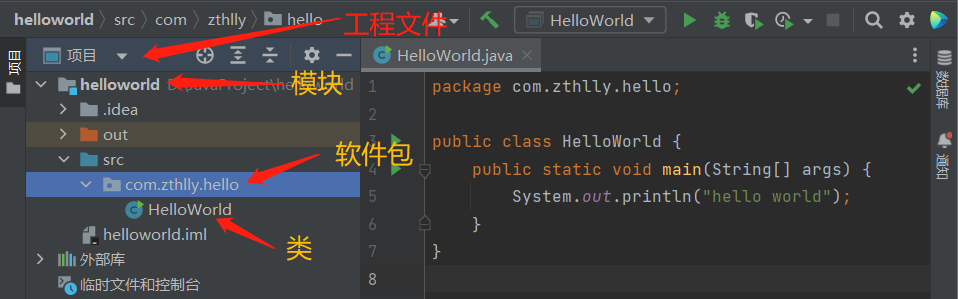 helloworld › src › com › zthlly › hello
HelloWorld
工程文件
项目
项目
HelloWorld.java
helloworld D:\JavaProject\helloworld
模块
.idea
out
src
软件包
com.zthlly.hello
HelloWorld
类
helloworld.iml
外部库
临时文件和控制台
1 package com.zthlly.hello;
2
3 public class HelloWorld {
4 public static void main(String[] args) {
5 System.out.println("hello world");
6 }
7 }
8
数据库
通知